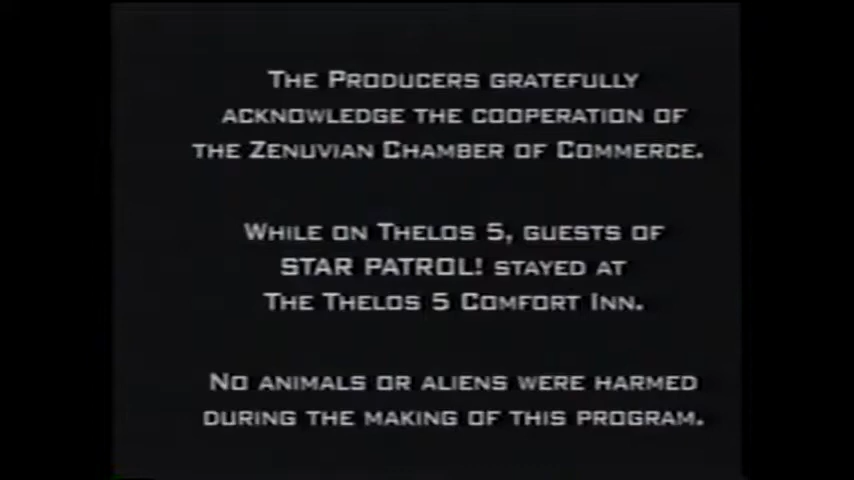 The Producers gratefully
acknowledge the cooperation of
the Zenuvian Chamber of Commerce.
While on Thelos 5, guests of
STAR PATROL! stayed at
The Thelos 5 Comfort Inn.
No animals or aliens were harmed
during the making of this program.